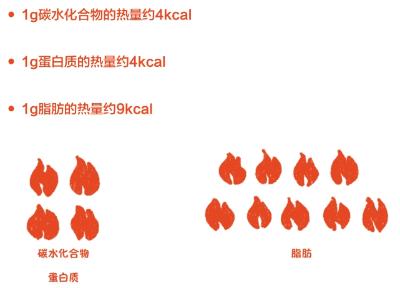 • 1g碳水化合物的热量约4kcal
• 1g蛋白质的热量约4kcal
• 1g脂肪的热量约9kcal
碳水化合物
脂肪
蛋白质